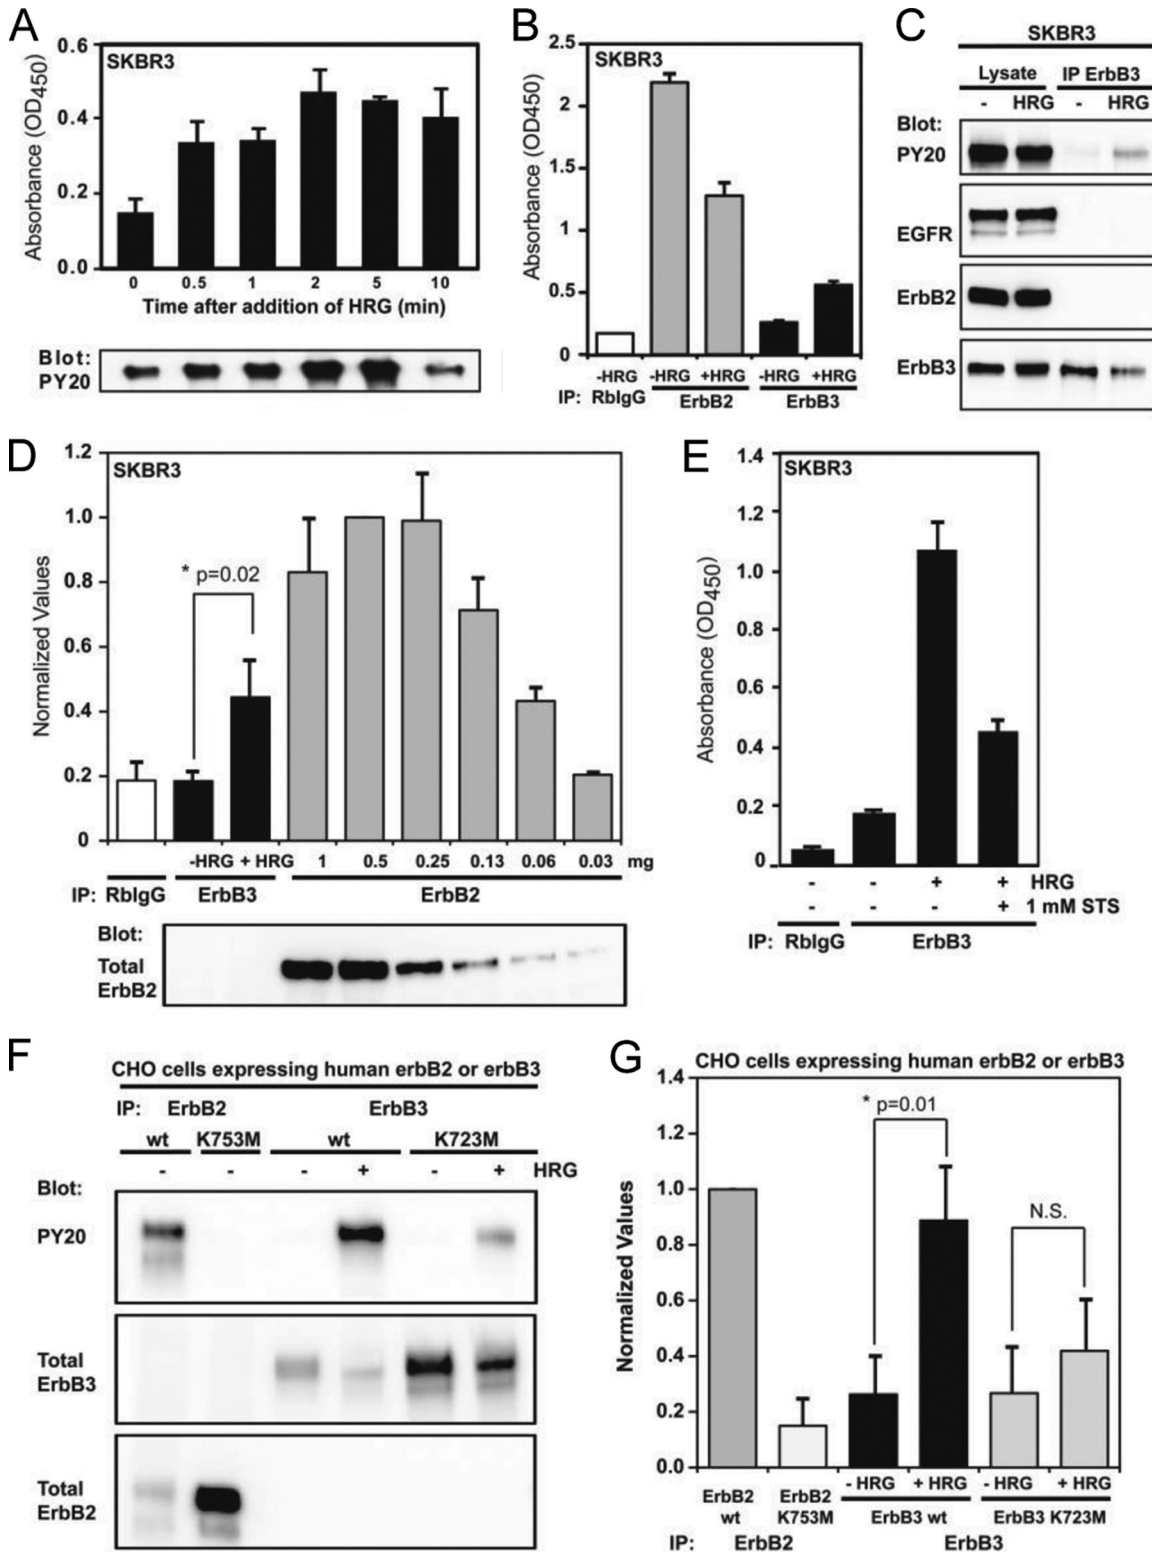 A
SKBR3
Absorbance (OD450)
0.6
0.4
0.2
0.0
0 0.5 1 2 5 10
Time after addition of HRG (min)
Blot:
PY20
B
SKBR3
Absorbance (OD450)
2.5
2
1.5
1
0.5
0
-HRG -HRG +HRG -HRG +HRG
IP: RbIgG ErbB2 ErbB3
C
SKBR3
Lysate IP ErbB3
- HRG - HRG
Blot:
PY20
EGFR
ErbB2
ErbB3
D
SKBR3
Normalized Values
1.2
1.0
0.8
0.6
0.4
0.2
0
* p=0.02
-HRG + HRG 1 0.5 0.25 0.13 0.06 0.03 mg
IP: RbIgG ErbB3 ErbB2
Blot:
Total
ErbB2
E
SKBR3
Absorbance (OD450)
1.4
1.2
1.0
0.8
0.6
0.4
0.2
0
- - + + HRG
- - - + 1 mM STS
IP: RbIgG ErbB3
F
CHO cells expressing human erbB2 or erbB3
IP: ErbB2 ErbB3
wt K753M wt K723M
- - - + - + HRG
Blot:
PY20
Total
ErbB3
Total
ErbB2
G
CHO cells expressing human erbB2 or erbB3
Normalized Values
1.4
1.2
1.0
0.8
0.6
0.4
0.2
0.0
* p=0.01
N.S.
- HRG + HRG - HRG + HRG
ErbB2 ErbB2
wt K753M ErbB3 wt ErbB3 K723M
IP: ErbB2 ErbB3